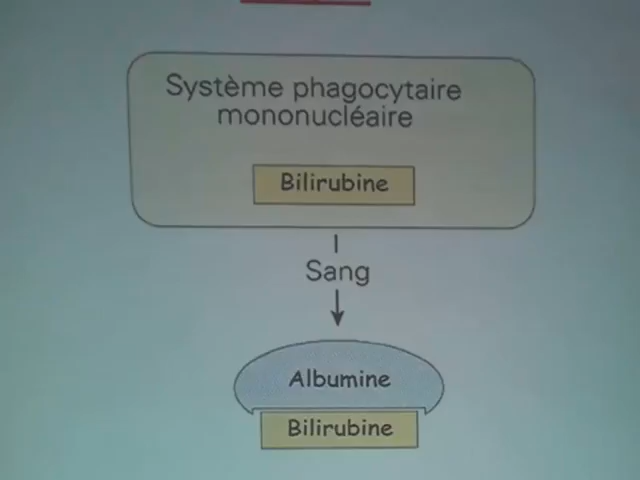 Système phagocytaire
mononucléaire
Bilirubine
Sang
Albumine
Bilirubine